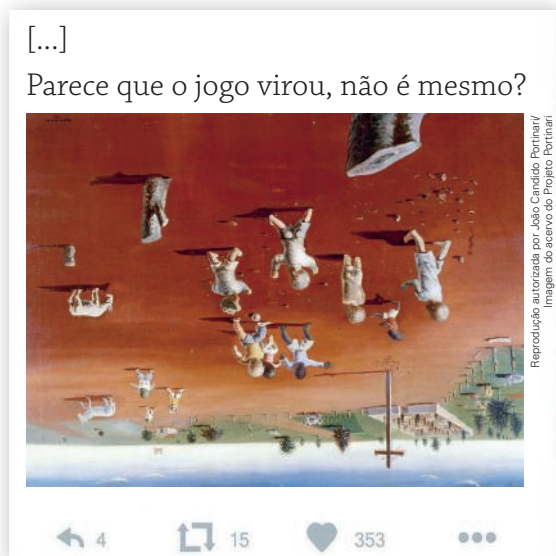 [...]
Parece que o jogo virou, não é mesmo?
Reprodução autorizada por João Candido Portinari/
Imagem do acervo do Projeto Portinari
4
15
353